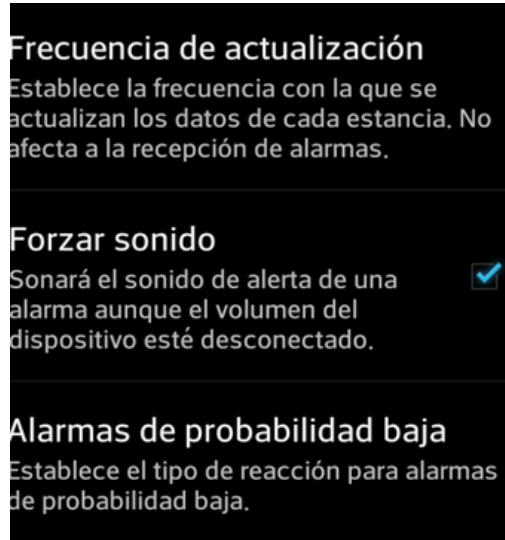 Frecuencia de actualización
Establece la frecuencia con la que se
actualizan los datos de cada estancia. No
afecta a la recepción de alarmas.
Forzar sonido
Sonará el sonido de alerta de una
alarma aunque el volumen del
dispositivo esté desconectado.
Alarmas de probabilidad baja
Establece el tipo de reacción para alarmas
de probabilidad baja.